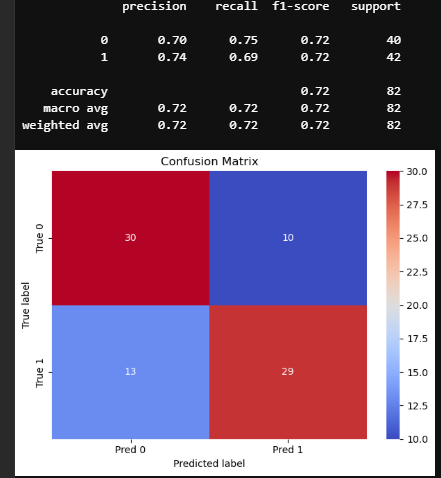 precision recall f1-score support
0 0.70 0.75 0.72 40
1 0.74 0.69 0.72 42
accuracy 0.72 82
macro avg 0.72 0.72 0.72 82
weighted avg 0.72 0.72 0.72 82
Confusion Matrix
True label
True 0
30 10
True 1
13 29
Pred 0 Pred 1
Predicted label
30.0
27.5
25.0
22.5
20.0
17.5
15.0
12.5
10.0